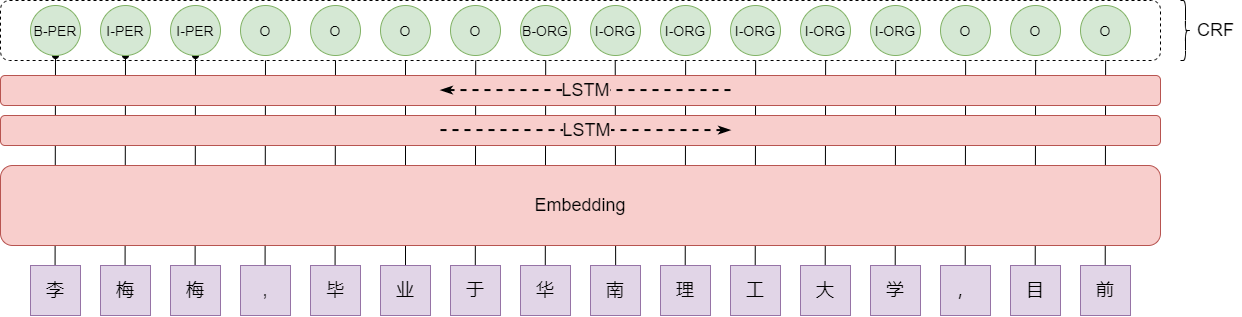 B-PER I-PER I-PER O O O O B-ORG I-ORG I-ORG I-ORG I-ORG I-ORG O O O CRF
LSTM
LSTM
Embedding
李 梅 梅 , 毕 业 于 华 南 理 工 大 学 , 目 前